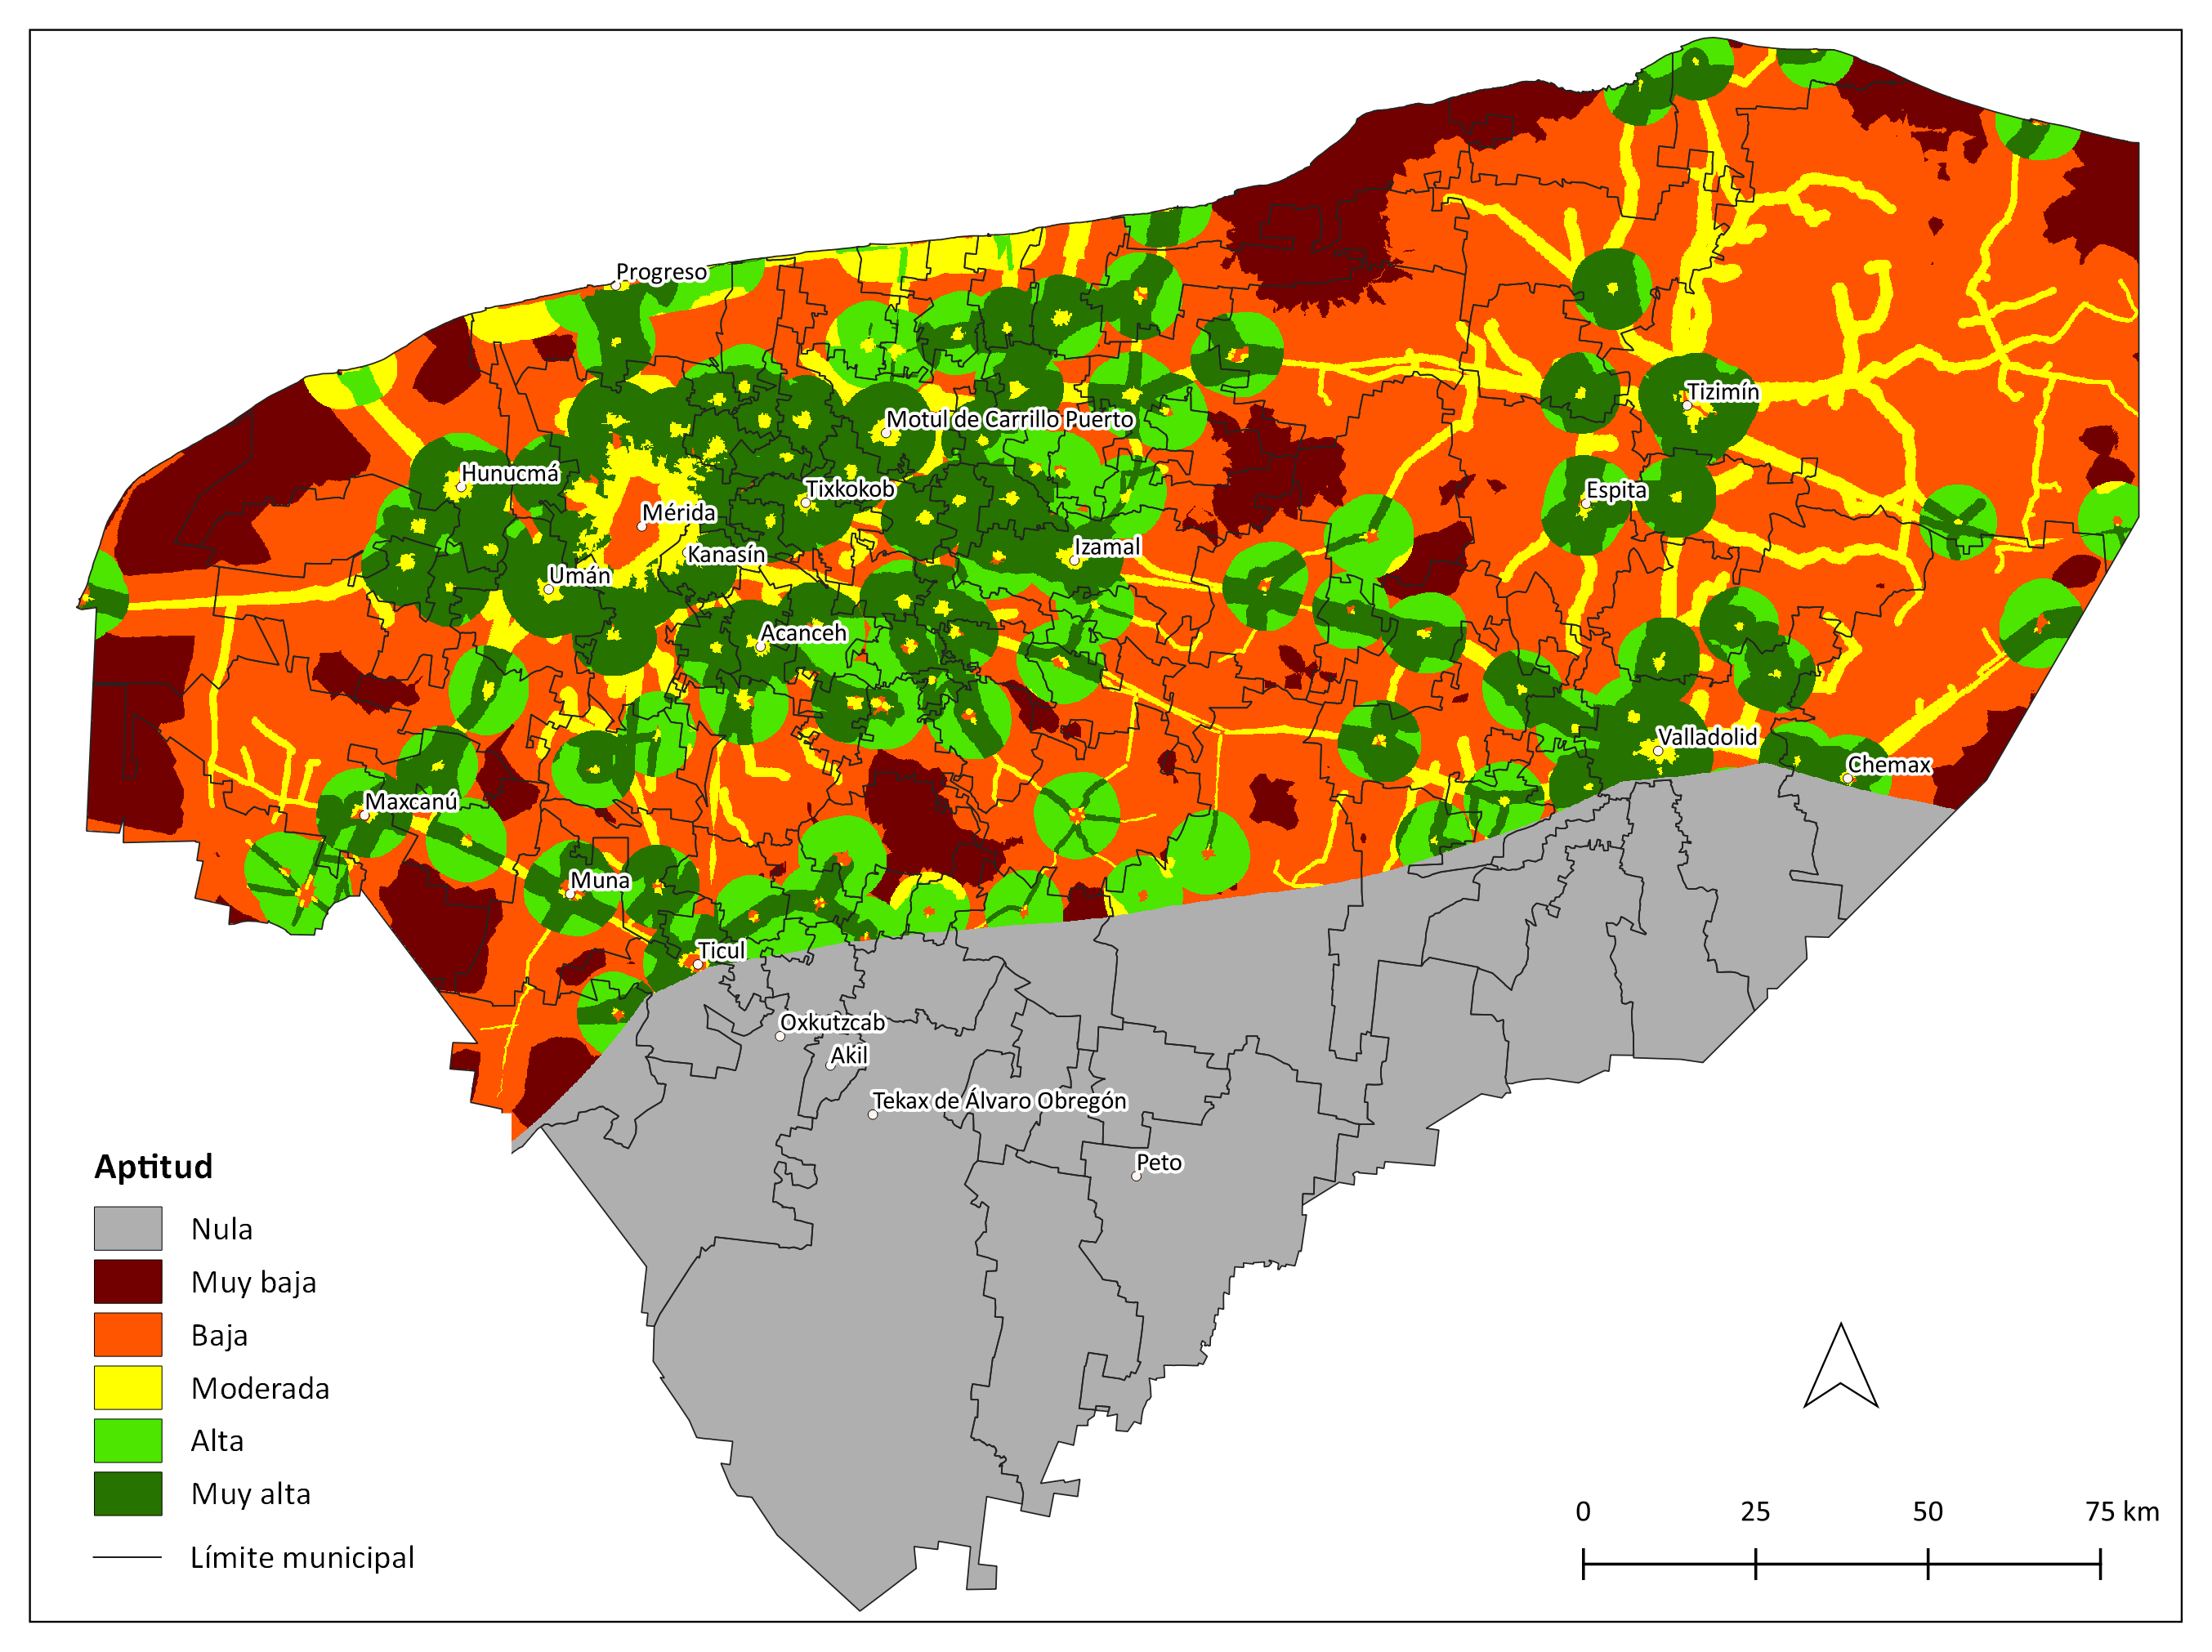 Progreso
Tizimín
Motul de Carrillo Puerto
Hunucmá
Tixkokob
Espita
Mérida
Izamal
Kanasín
Umán
Acanceh
Valladolid
Chemax
Maxcanú
Muna
Ticul
Oxkutzcab
Akil
Tekax de Álvaro Obregón
Peto
Aptitud
Nula
Muy baja
Baja
Moderada
Alta
Muy alta
Límite municipal
0 25 50 75 km